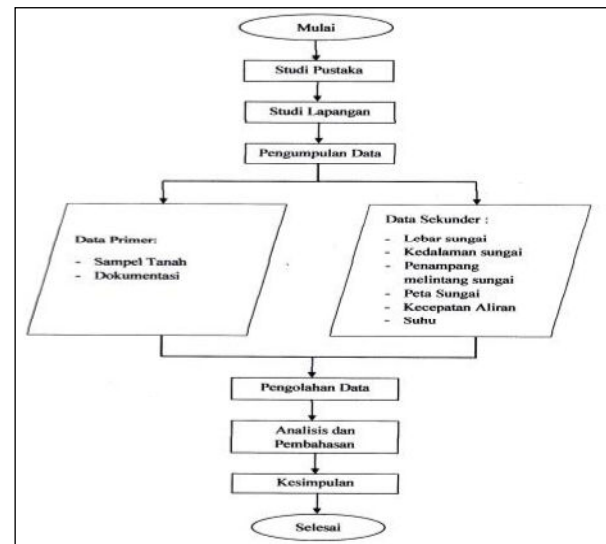 Mulai
Studi Pustaka
Studi Lapangan
Pengumpulan Data
Data Primer:
- Sampel Tanah
- Dokumentasi
Data Sekunder :
- Lebar sungai
- Kedalaman sungai
- Penampang
melintang sungai
- Peta Sungai
- Kecepatan Aliran
- Suhu
Pengolahan Data
Analisis dan
Pembahasan
Kesimpulan
Selesai